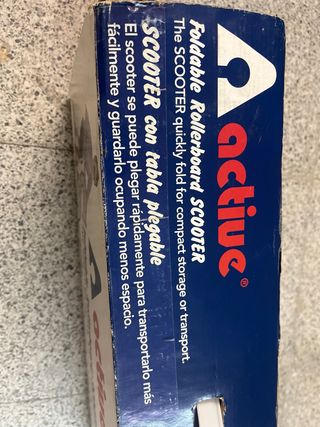 active®
Foldable Rollerboard SCOOTER
The SCOOTER quickly fold for compact storage or transport.
SCOOTER con tabla plegable
El scooter se puede plegar rápidamente para transportarlo más
fácilmente y guardarlo ocupando menos espacio.
activ